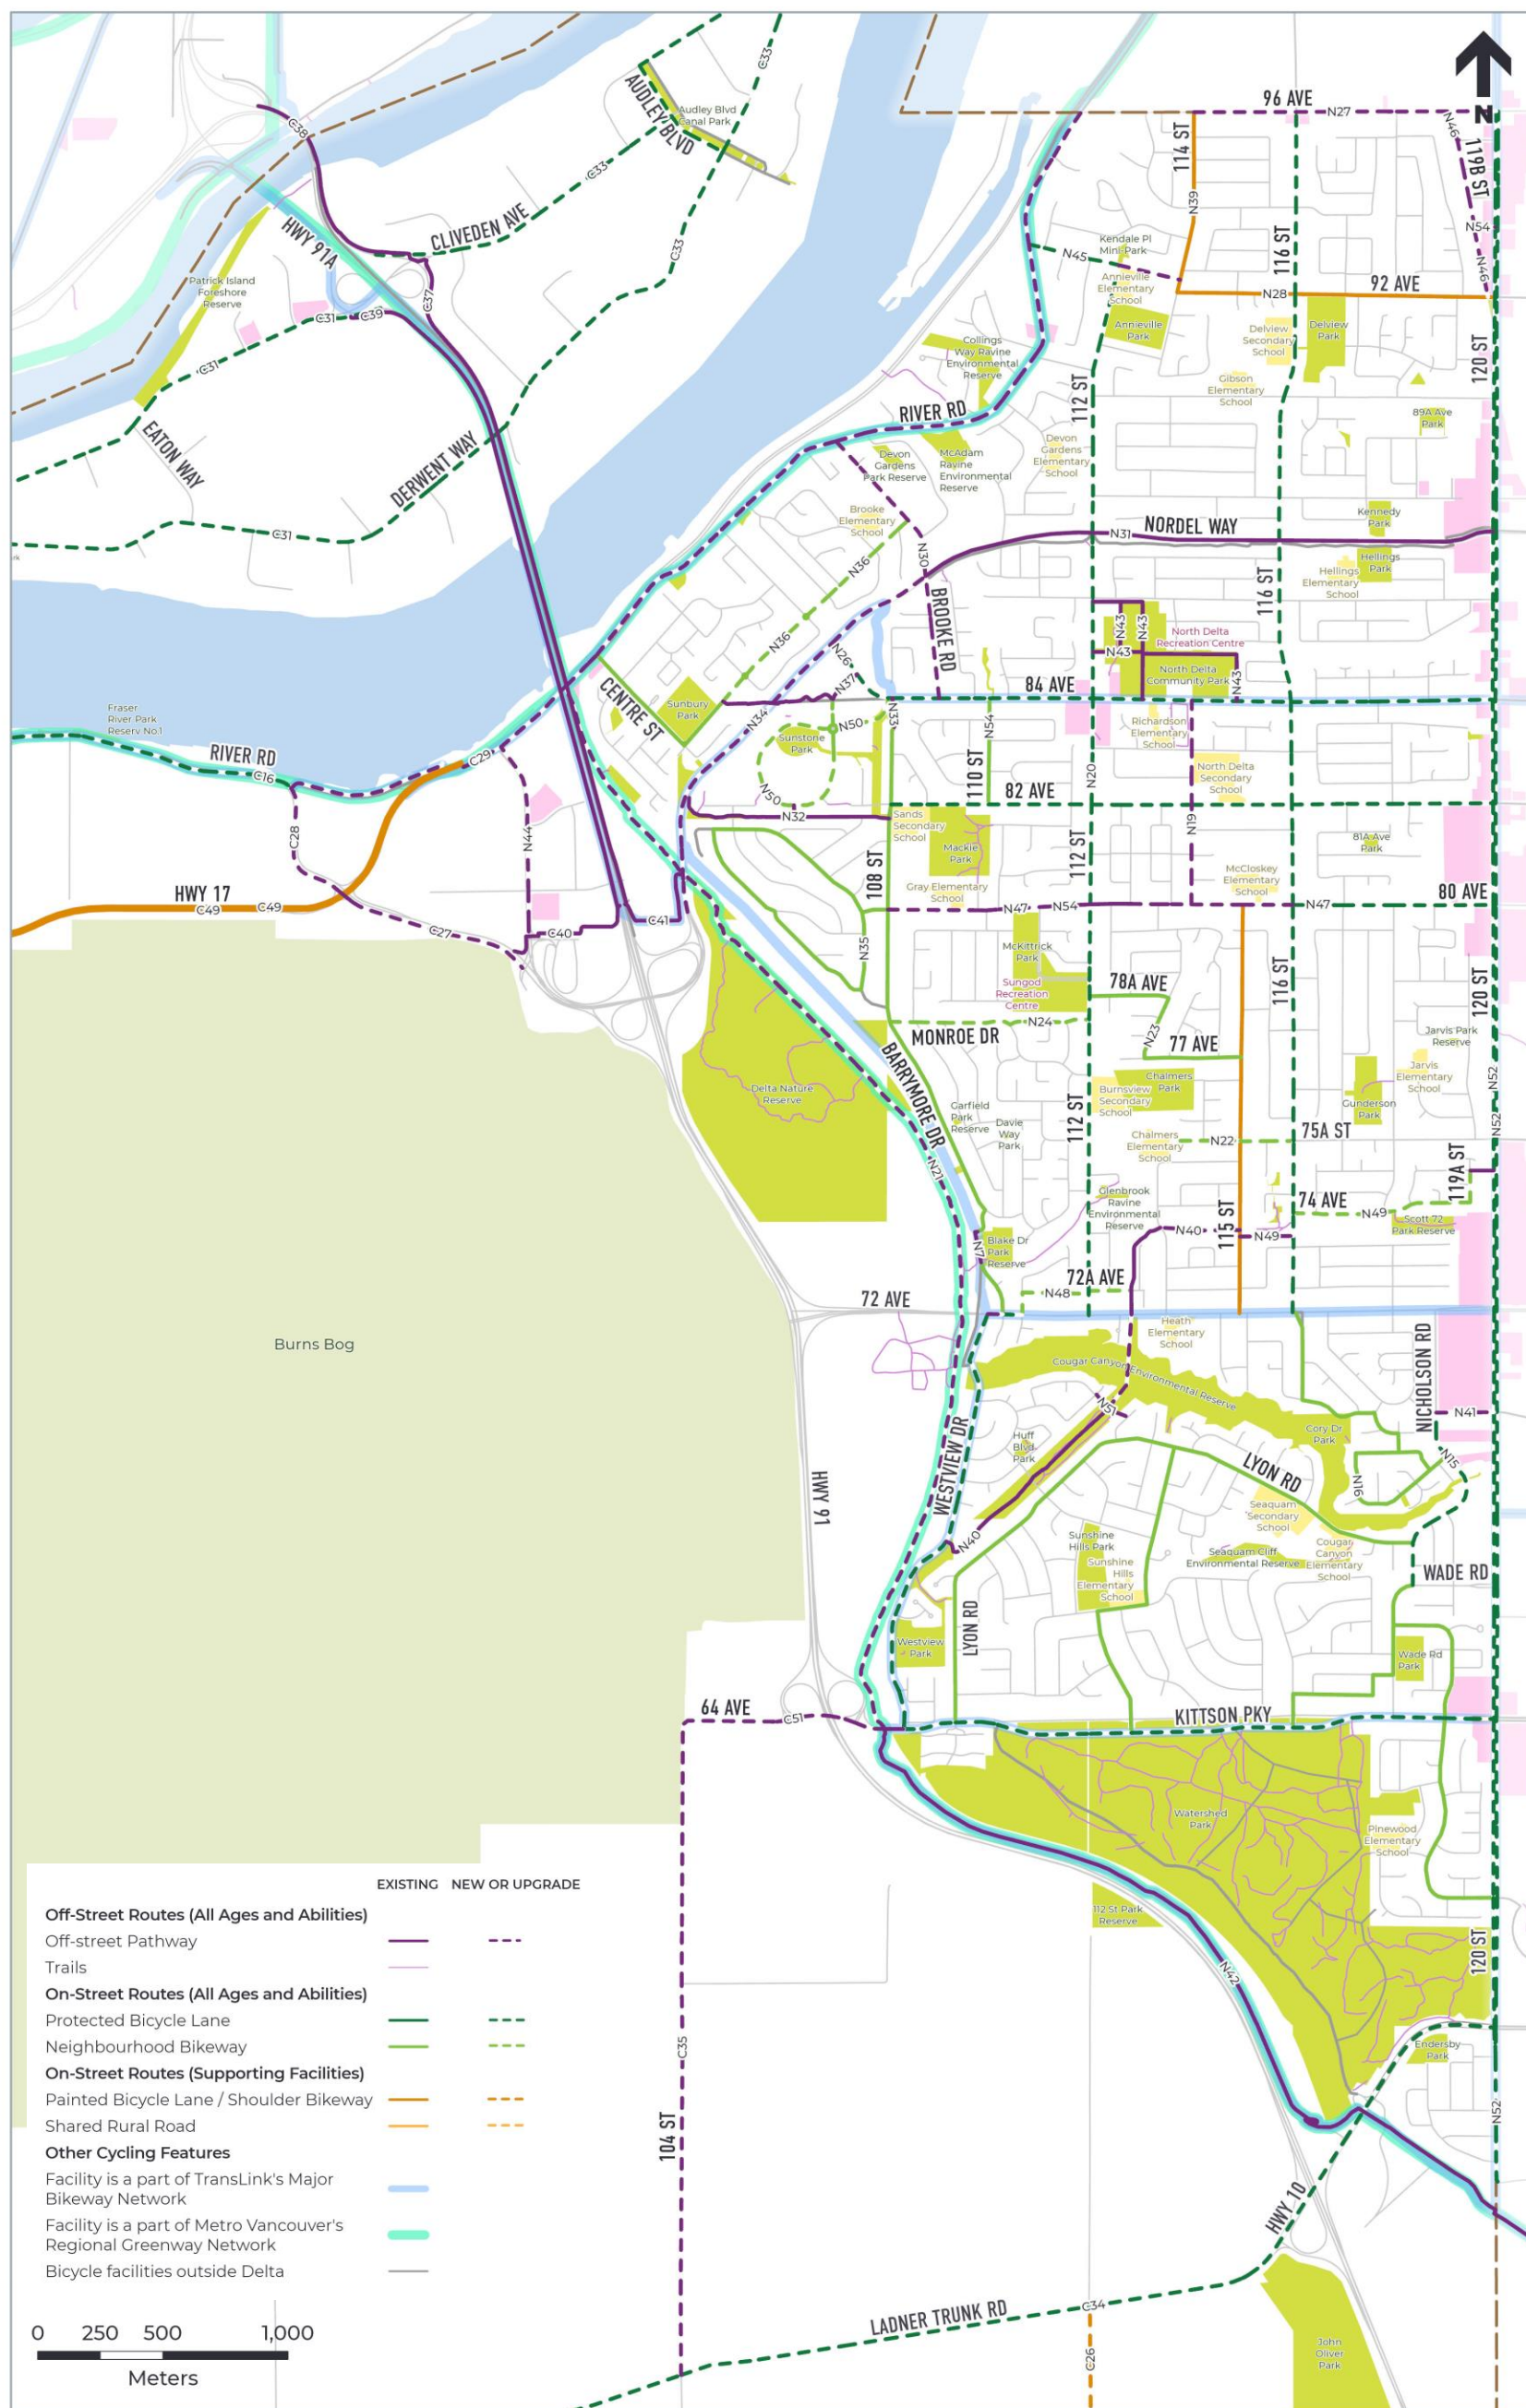 C33
AUDLEY BLVD
Audley Blvd
Canal Park
C38
C33
CLIVEDEN AVE
C33
HWY 91A
Patrick Island
Foreshore
Reserve
C37
C31
C39
C31
EATON WAY
DERWENT WAY
C31
96 AVE
N27
N
N46
119B ST
114 ST
N39
N54
116 ST
Kendale Pl
Mini Park
N45
Annieville
Elementary
School
N46
92 AVE
N28
Annieville
Park
Delview
Secondary
School
Delview
Park
120 ST
Collings
Way Ravine
Environmental
Reserve
Gibson
Elementary
School
112 ST
RIVER RD
89A Ave
Park
Devon
Gardens
Elementary
School
Devon
Gardens
Park Reserve
McAdam
Ravine
Environmental
Reserve
Brooke
Elementary
School
Kennedy
Park
NORDEL WAY
N31
N30
N36
Hellings
Park
Hellings
Elementary
School
116 ST
BROOKE RD
N36
N26
N43
N43
North Delta
Recreation Centre
N43
North Delta
Community Park
N43
N37
84 AVE
CENTRE ST
Sunbury
Park
N34
N33
N50
N54
Sunstone
Park
Richardson
Elementary
School
Fraser
River Park
Reserv No.1
RIVER RD
C16
C29
110 ST
N20
North Delta
Secondary
School
82 AVE
N50
N32
Sands
Secondary
School
N19
C28
N44
Mackie
Park
112 ST
81A Ave
Park
108 ST
Gray Elementary
School
McCloskey
Elementary
School
80 AVE
HWY 17
C49
C49
N47
N54
N47
C41
C40
C27
N35
McKittrick
Park
78A AVE
116 ST
120 ST
Sungod
Recreation
Centre
N24
MONROE DR
N23
77 AVE
Jarvis Park
Reserve
Jarvis
Elementary
School
N52
BARRYMORE DR
Delta Nature
Reserve
Chalmers
Park
Burnsview
Secondary
School
Gunderson
Park
Garfield
Park
Reserve
Davie
Way
Park
112 ST
N52
75A ST
N22
Chalmers
Elementary
School
N21
119A ST
Glenbrook
Ravine
Environmental
Reserve
74 AVE
N49
Scott 72
Park Reserve
115 ST
N40
N49
N7
Blake Dr
Park
Reserve
72A AVE
N48
72 AVE
Burns Bog
Heath
Elementary
School
NICHOLSON RD
Cougar Canyon Environmental Reserve
N51
N41
Cory Dr
Park
Huff
Blvd
Park
N15
LYON RD
N16
HWY 91
WESTVIEW DR
Seaquam
Secondary
School
N40
Sunshine
Hills Park
Seaquam Cliff
Environmental Reserve
Cougar
Canyon
Elementary
School
Sunshine
Hills
Elementary
School
WADE RD
LYON RD
Westview
Park
Wade Rd
Park
64 AVE
C51
KITTSON PKY
Watershed
Park
Pinewood
Elementary
School
112 St Park
Reserve
120 ST
N42
Endersby
Park
C35
N52
104 ST
HWY 10
LADNER TRUNK RD
C34
C26
John
Oliver
Park
EXISTING NEW OR UPGRADE
Off-Street Routes (All Ages and Abilities)
Off-street Pathway
Trails
On-Street Routes (All Ages and Abilities)
Protected Bicycle Lane
Neighbourhood Bikeway
On-Street Routes (Supporting Facilities)
Painted Bicycle Lane / Shoulder Bikeway
Shared Rural Road
Other Cycling Features
Facility is a part of TransLink's Major
Bikeway Network
Facility is a part of Metro Vancouver's
Regional Greenway Network
Bicycle facilities outside Delta
0 250 500 1,000
Meters